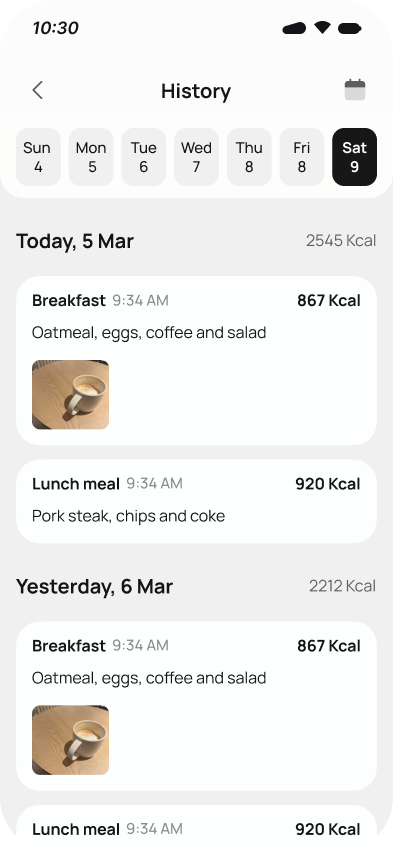 10:30
History
Sun Mon Tue Wed Thu Fri Sat
4 5 6 7 8 8 9
Today, 5 Mar 2545 Kcal
Breakfast 9:34 AM 867 Kcal
Oatmeal, eggs, coffee and salad
Lunch meal 9:34 AM 920 Kcal
Pork steak, chips and coke
Yesterday, 6 Mar 2212 Kcal
Breakfast 9:34 AM 867 Kcal
Oatmeal, eggs, coffee and salad
Lunch meal 9:34 AM 920 Kcal